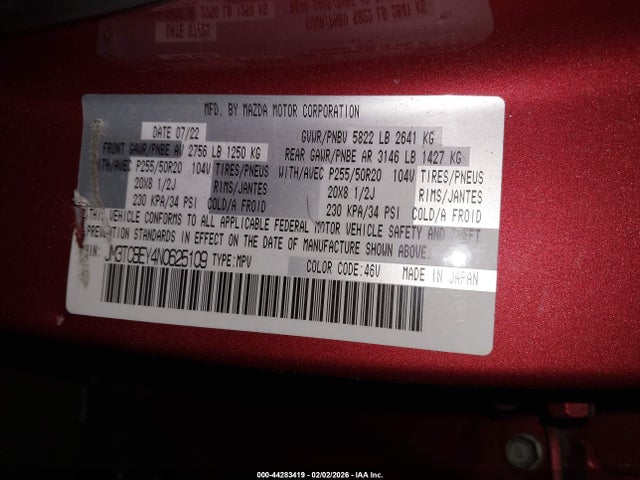 MFD. BY MAZDA MOTOR CORPORATION
DATE 07/22 GVWR/PNBV 5822 LB 2641 KG
FRONT GAWR/PNBE AV 2756 LB 1250 KG REAR GAWR/PNBE AR 3146 LB 1427 KG
WITH/AVEC P255/50R20 104V TIRES/PNEUS WITH/AVEC P255/50R20 104V TIRES/PNEUS
20X8 1/2J RIMS/JANTES 20X8 1/2J RIMS/JANTES
230 KPA/34 PSI COLD/A FROID 230 KPA/34 PSI COLD/A FROID
THIS VEHICLE CONFORMS TO ALL APPLICABLE FEDERAL MOTOR VEHICLE SAFETY AND THEFT
PREVENTION STANDARDS IN EFFECT ON THE DATE OF MANUFACTURE SHOWN ABOVE.
VIN: JM3TCBEY4N0625109 TYPE:MPV COLOR CODE:46V MADE IN JAPAN
000-44283419 - 02/02/2026 - IAA Inc.